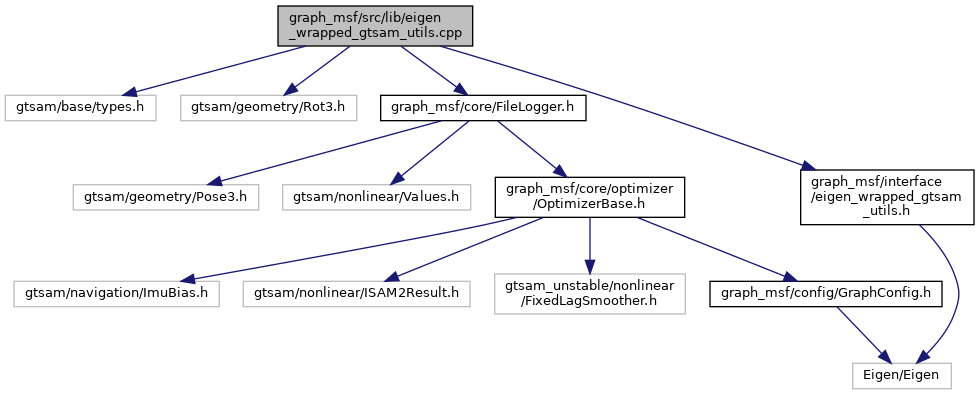 graph_msf/src/lib/eigen
_wrapped_gtsam_utils.cpp
gtsam/base/types.h
gtsam/geometry/Rot3.h
graph_msf/core/FileLogger.h
graph_msf/interface
/eigen_wrapped_gtsam
_utils.h
gtsam/geometry/Pose3.h
gtsam/nonlinear/Values.h
graph_msf/core/optimizer
/OptimizerBase.h
gtsam/navigation/ImuBias.h
gtsam/nonlinear/ISAM2Result.h
gtsam_unstable/nonlinear
/FixedLagSmoother.h
graph_msf/config/GraphConfig.h
Eigen/Eigen